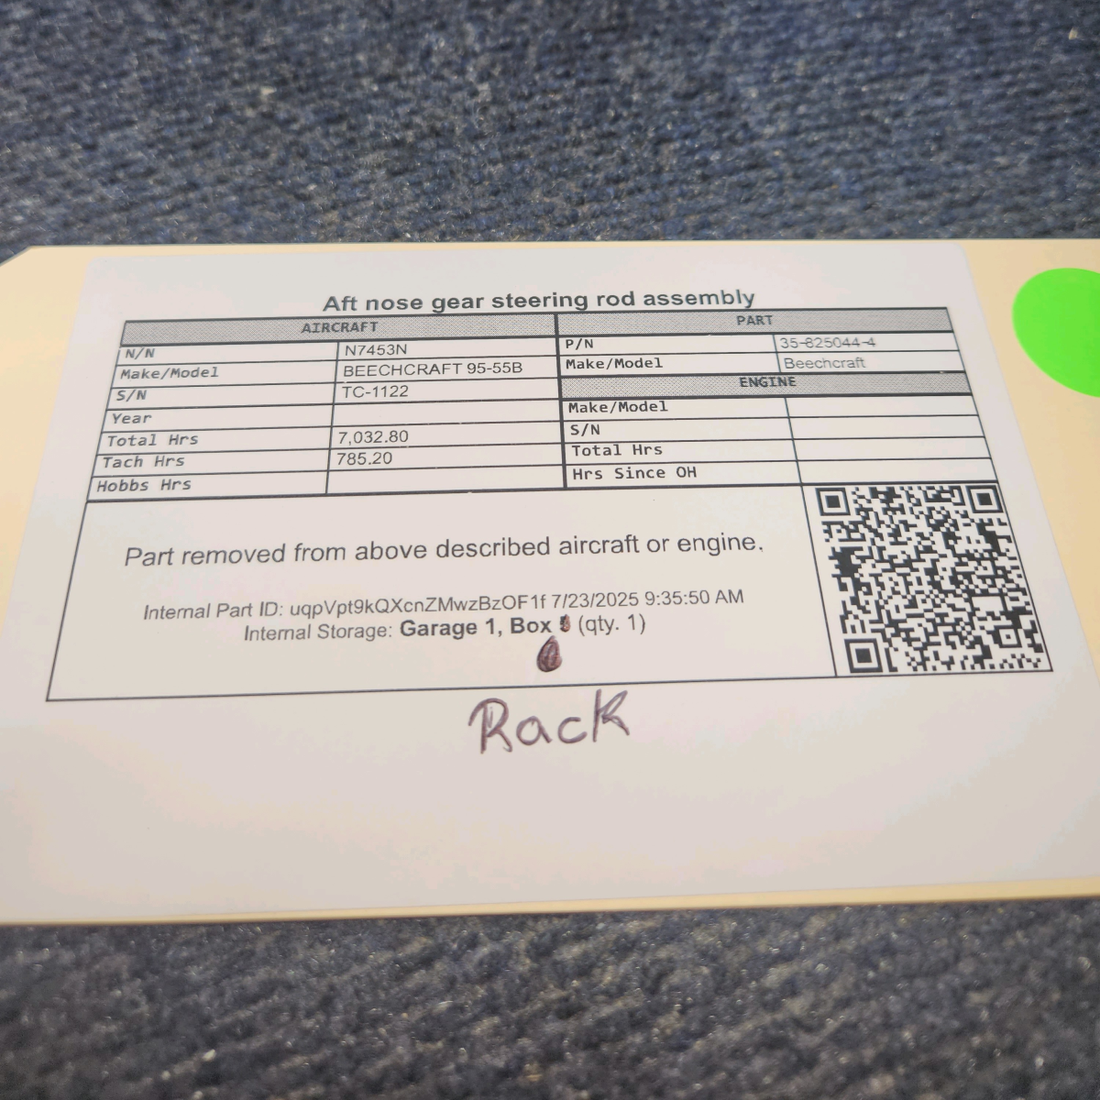 Aft nose gear steering rod assembly
AIRCRAFT
N/N N7453N
Make/Model BEECHCRAFT 95-55B
S/N TC-1122
Year
Total Hrs 7,032.80
Tach Hrs 785.20
Hobbs Hrs
PART
P/N 35-825044-4
Make/Model Beechcraft
ENGINE
Make/Model
S/N
Total Hrs
Hrs Since OH
Part removed from above described aircraft or engine.
Internal Part ID: uqpVpt9kQXcnZMwzBzOF1f 7/23/2025 9:35:50 AM
Internal Storage: Garage 1, Box (qty. 1)
Rack